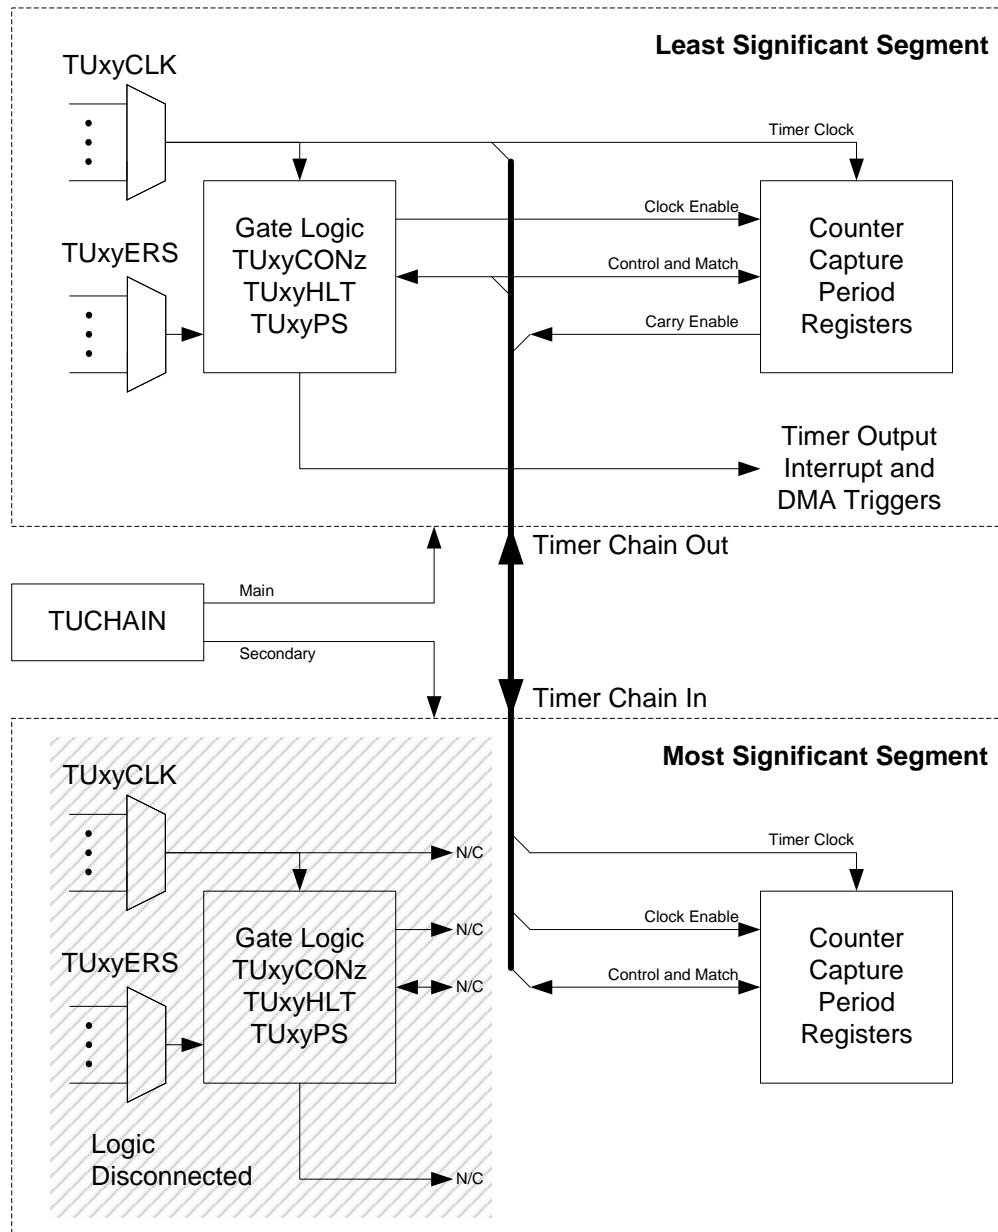 Least Significant Segment
TUxyCLK
Timer Clock
Gate Logic
TUxyCONz
TUxyHLT
TUxyPS
Clock Enable
Control and Match
Carry Enable
Counter
Capture
Period
Registers
TUxyERS
Timer Output
Interrupt and
DMA Triggers
Timer Chain Out
TUCHAIN
Main
Secondary
Timer Chain In
Most Significant Segment
TUxyCLK
N/C
Timer Clock
Gate Logic
TUxyCONz
TUxyHLT
TUxyPS
N/C
N/C
Clock Enable
Control and Match
Counter
Capture
Period
Registers
TUxyERS
Logic
Disconnected
N/C